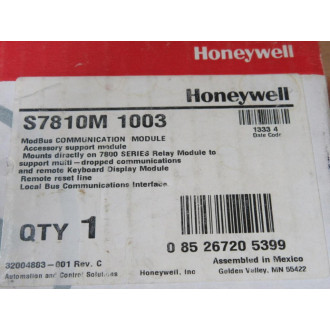 Honeywell
S7810M 1003
Honeywell
1333 4
Date Code
ModBus COMMUNICATION MODULE
Accessory support module
Mounts directly on 7800 SERIES Relay Module to
support multi-dropped communications
and remote Keyboard Display Module
Remote reset line
Local Bus Communications Interface
QTY 1
0 85 26720 5399
32004863-001 Rev. C
Automation and Control Solutions
Honeywell, Inc
Assembled in Mexico
Golden Valley, MN 55422